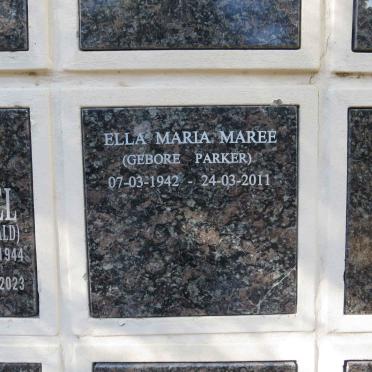 ELLA MARIA MAREE
(GEBORE PARKER)
07-03-1942 - 24-03-2011